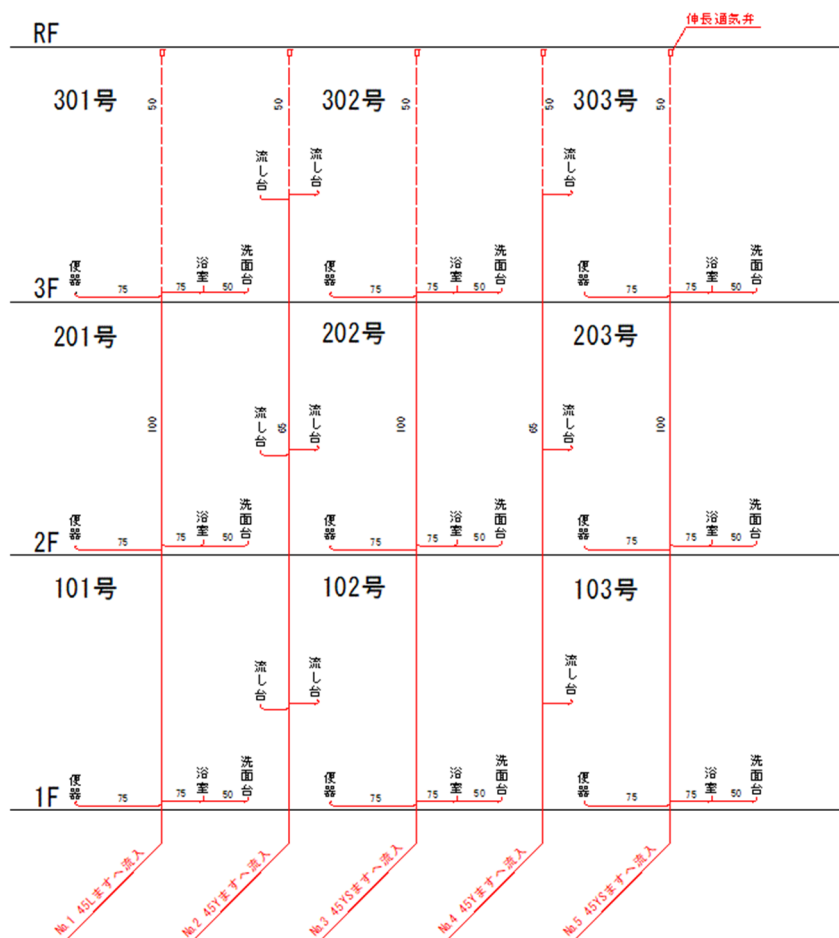 伸長通気弁
RF
301号
302号
303号
50
50
50
50
50
流し台
流し台
流し台
便器
75
75
浴室
50
洗面台
便器
75
75
浴室
50
洗面台
便器
75
75
浴室
50
洗面台
3F
201号
202号
203号
100
65
100
65
100
流し台
流し台
流し台
便器
75
75
浴室
50
洗面台
便器
75
75
浴室
50
洗面台
便器
75
75
浴室
50
洗面台
2F
101号
102号
103号
流し台
流し台
流し台
便器
75
75
浴室
50
洗面台
便器
75
75
浴室
50
洗面台
便器
75
75
浴室
50
洗面台
1F
№1 45Lますへ流入
№2 45Yますへ流入
№3 45YSますへ流入
№4 45Yますへ流入
№5 45YSますへ流入